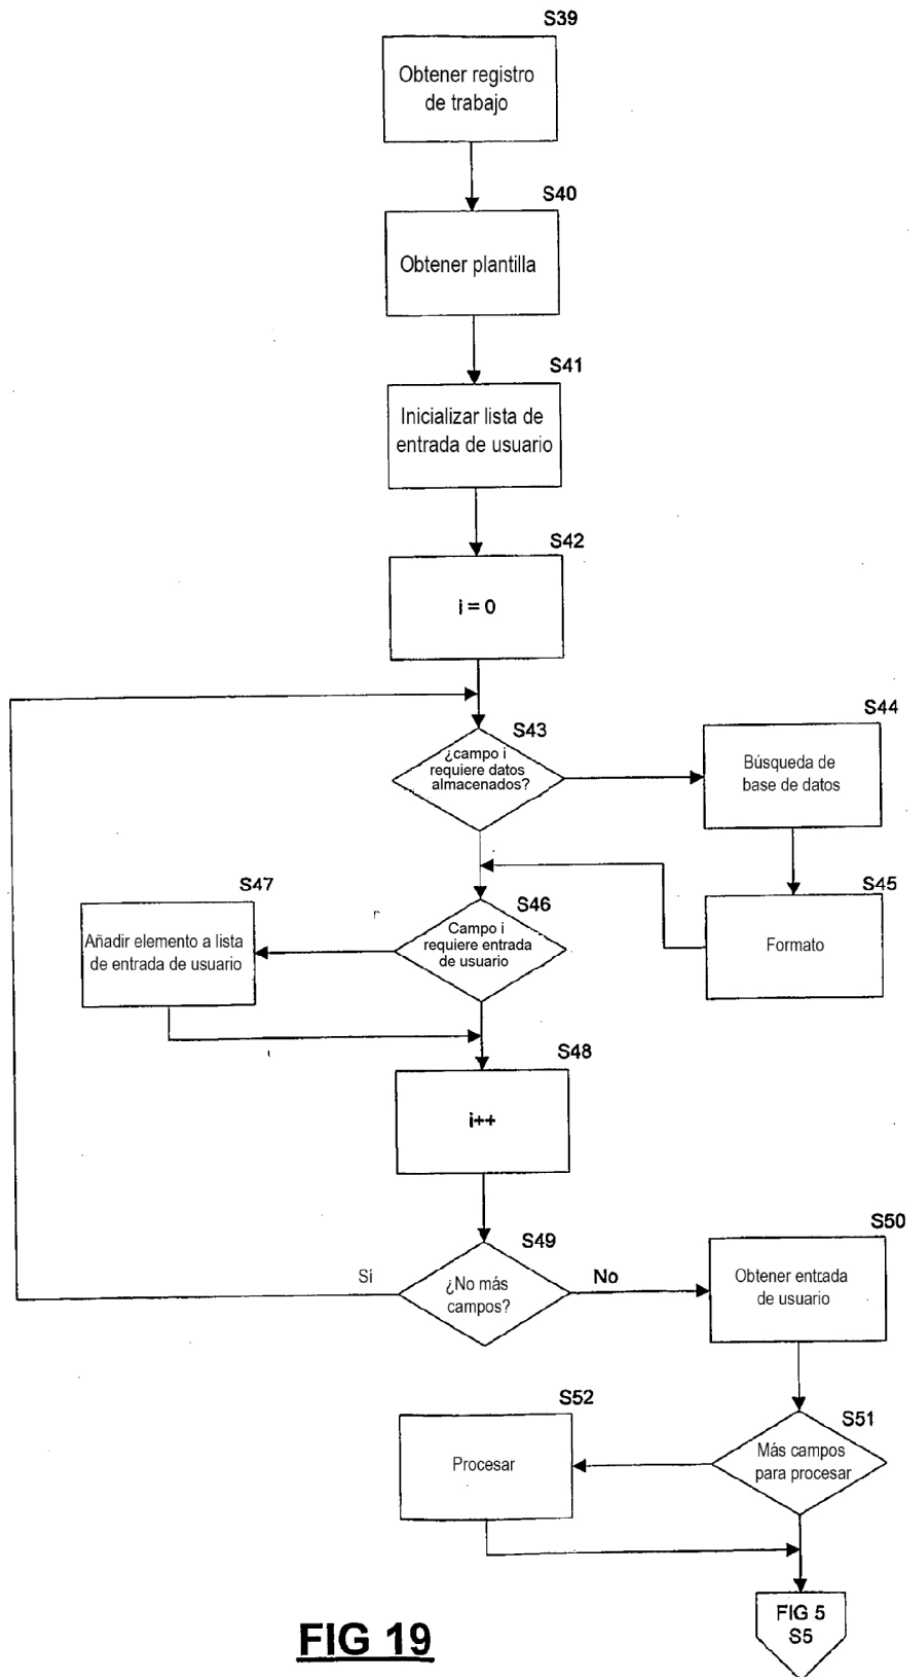 S39
Obtener registro
de trabajo
S40
Obtener plantilla
S41
Inicializar lista de
entrada de usuario
S42
i = 0
S43
¿campo i
requiere datos
almacenados?
S44
Búsqueda de
base de datos
S45
Formato
S46
Campo i
requiere entrada
de usuario
S47
Añadir elemento a lista
de entrada de usuario
S48
i++
S49
¿No más
campos?
Si
No
S50
Obtener entrada
de usuario
S51
Más campos
para procesar
S52
Procesar
FIG 5
S5
FIG 19